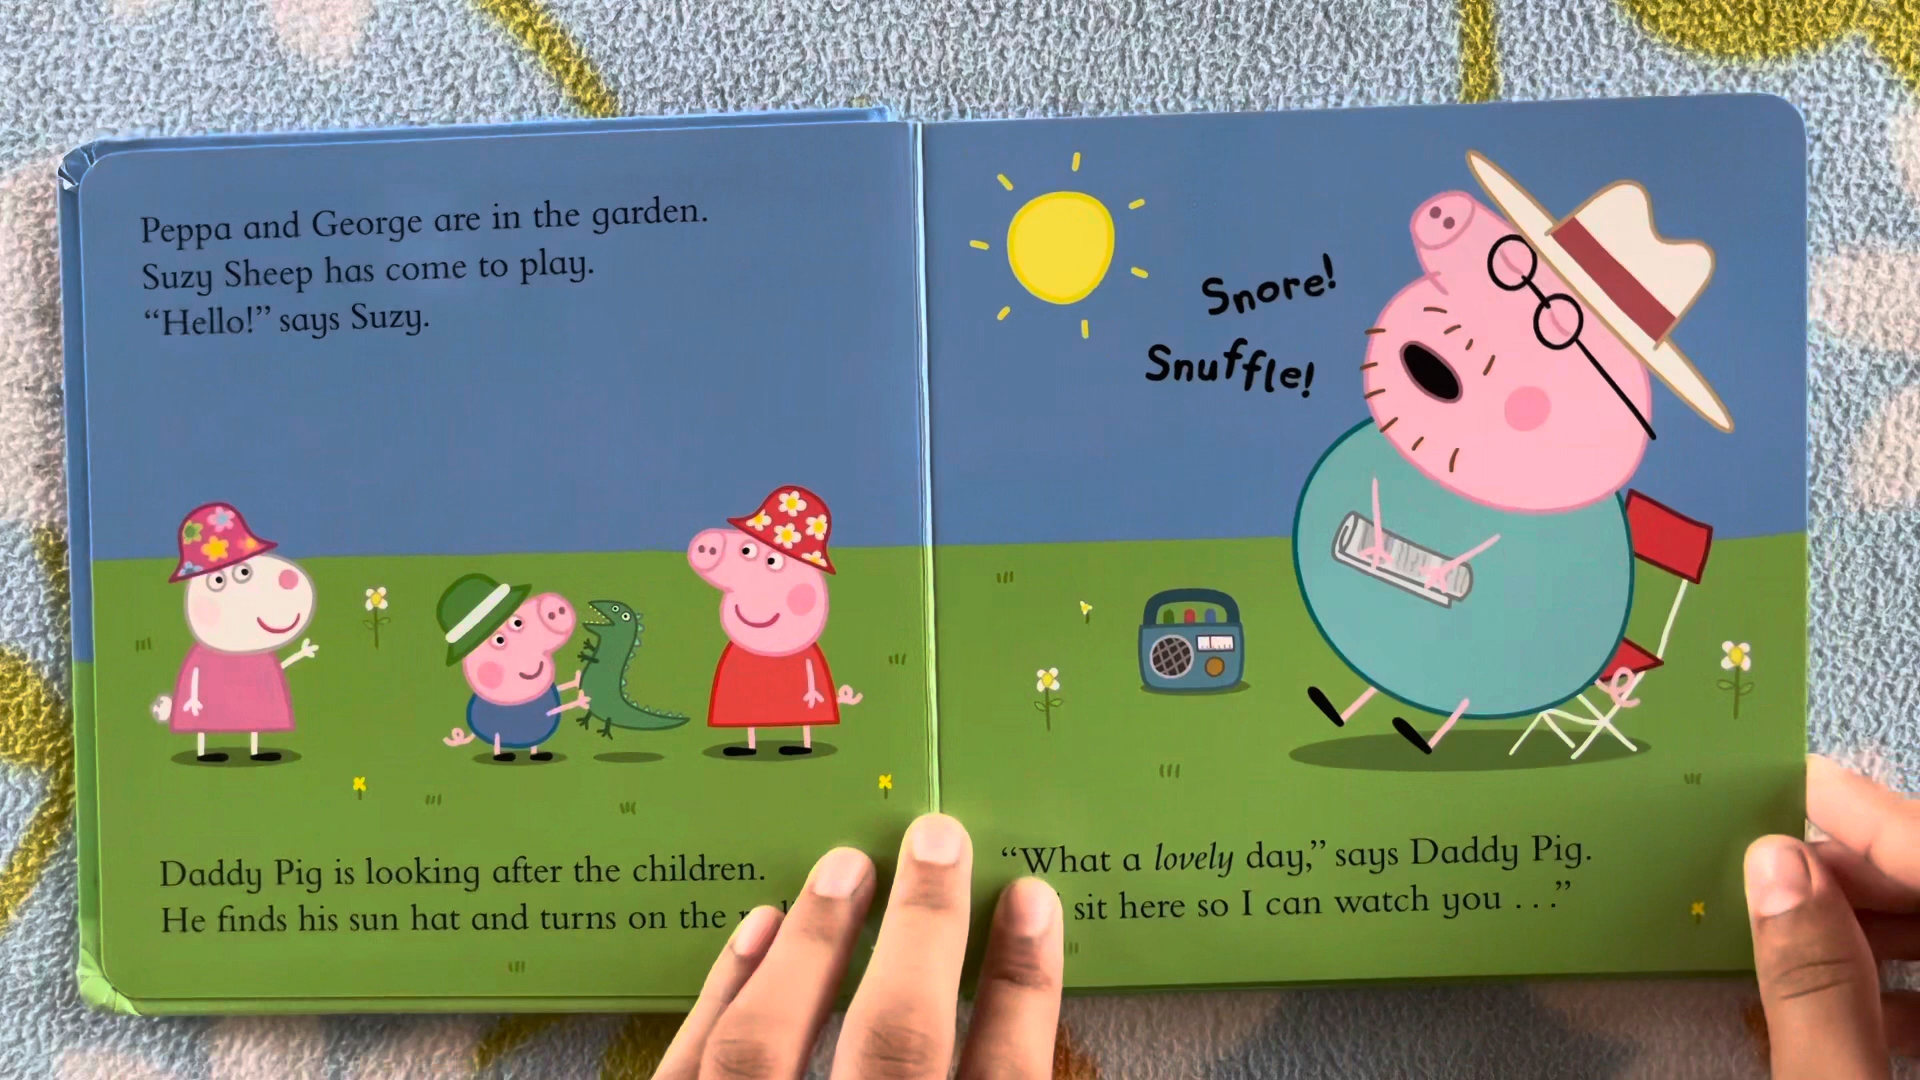 Peppa and George are in the garden.
Suzy Sheep has come to play.
“Hello!” says Suzy.
Daddy Pig is looking after the children.
He finds his sun hat and turns on the
Snore!
Snuffle!
“What a lovely day,” says Daddy Pig.
sit here so I can watch you . . .”